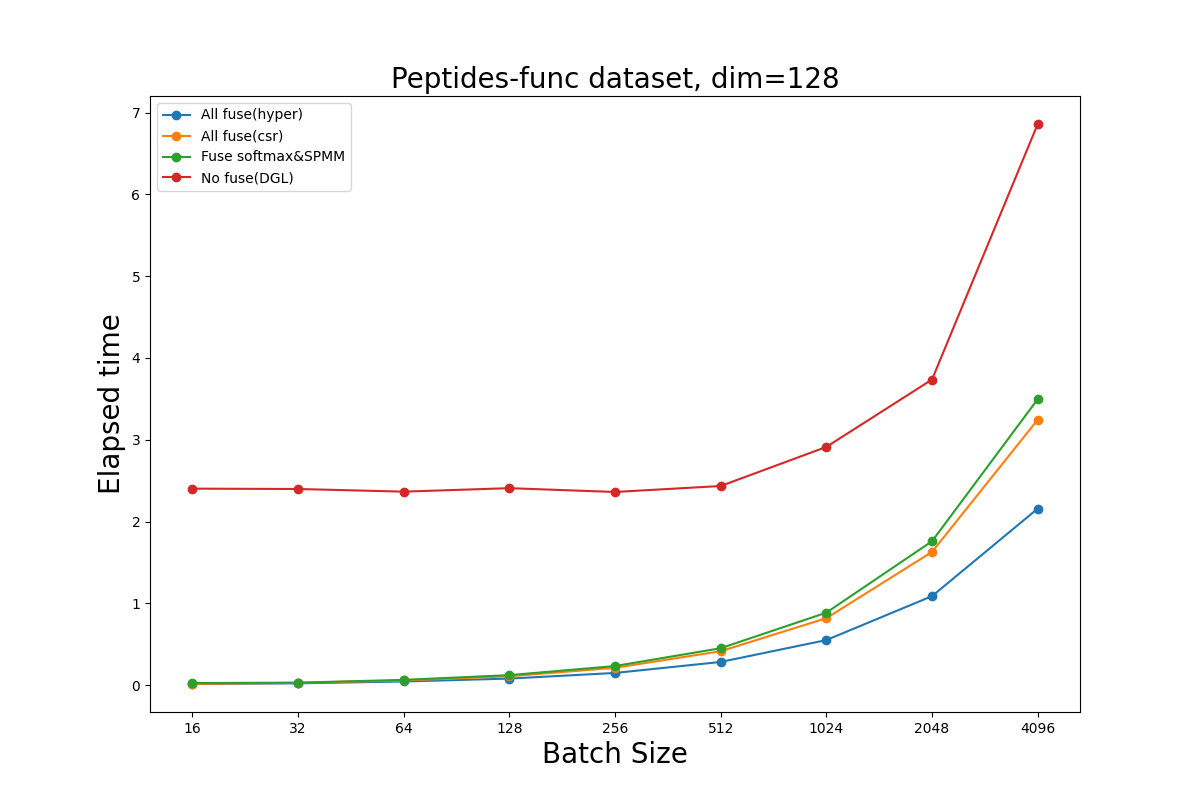 Peptides-func dataset, dim=128
All fuse(hyper)
All fuse(csr)
Fuse softmax&SPMM
No fuse(DGL)
Elapsed time
7
6
5
4
3
2
1
0
16 32 64 128 256 512 1024 2048 4096
Batch Size